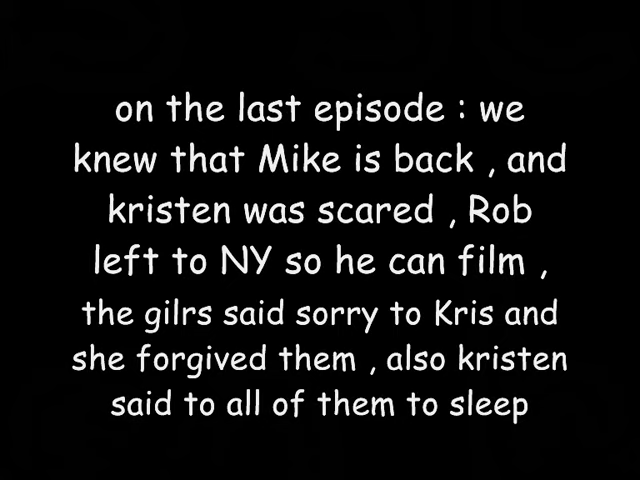 on the last episode : we
knew that Mike is back , and
kristen was scared , Rob
left to NY so he can film ,
the gilrs said sorry to Kris and
she forgived them , also kristen
said to all of them to sleep